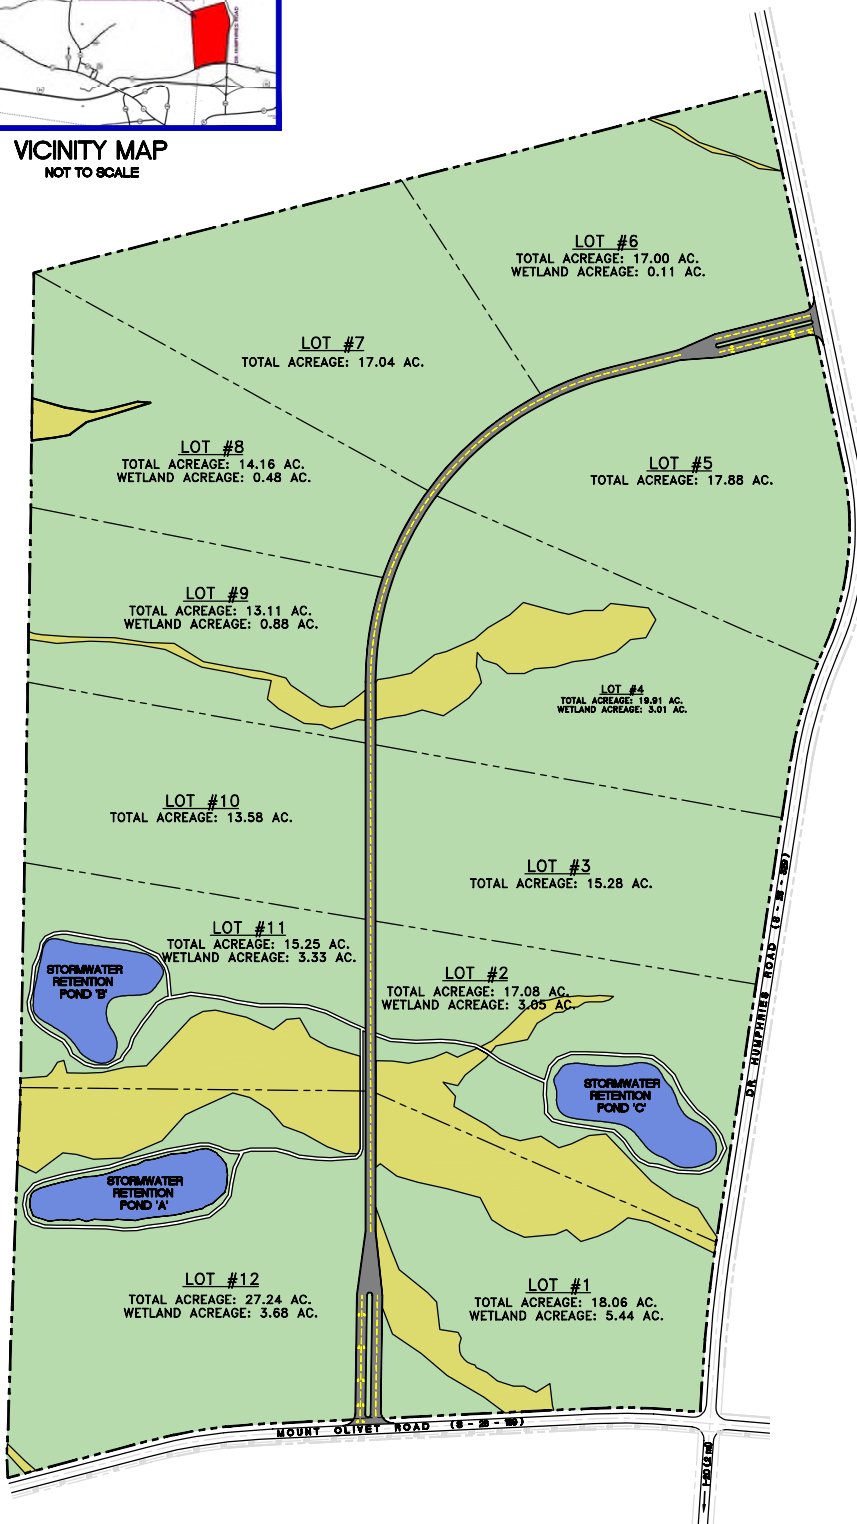 DR. HUMPHRIES ROAD
VICINITY MAP
NOT TO SCALE
LOT #6
TOTAL ACREAGE: 17.00 AC.
WETLAND ACREAGE: 0.11 AC.
LOT #7
TOTAL ACREAGE: 17.04 AC.
LOT #8
TOTAL ACREAGE: 14.16 AC.
WETLAND ACREAGE: 0.48 AC.
LOT #5
TOTAL ACREAGE: 17.88 AC.
LOT #9
TOTAL ACREAGE: 13.11 AC.
WETLAND ACREAGE: 0.88 AC.
LOT #4
TOTAL ACREAGE: 19.91 AC.
WETLAND ACREAGE: 3.01 AC.
LOT #10
TOTAL ACREAGE: 13.58 AC.
LOT #3
TOTAL ACREAGE: 15.28 AC.
LOT #11
TOTAL ACREAGE: 15.25 AC.
WETLAND ACREAGE: 3.33 AC.
STORMWATER
RETENTION
POND 'B'
LOT #2
TOTAL ACREAGE: 17.08 AC.
WETLAND ACREAGE: 3.05 AC.
STORMWATER
RETENTION
POND 'C'
DR HUMPHRIES ROAD
STORMWATER
RETENTION
POND 'A'
LOT #12
TOTAL ACREAGE: 27.24 AC.
WETLAND ACREAGE: 3.68 AC.
LOT #1
TOTAL ACREAGE: 18.06 AC.
WETLAND ACREAGE: 5.44 AC.
MOUNT OLIVET ROAD
I-20 (2 mi)